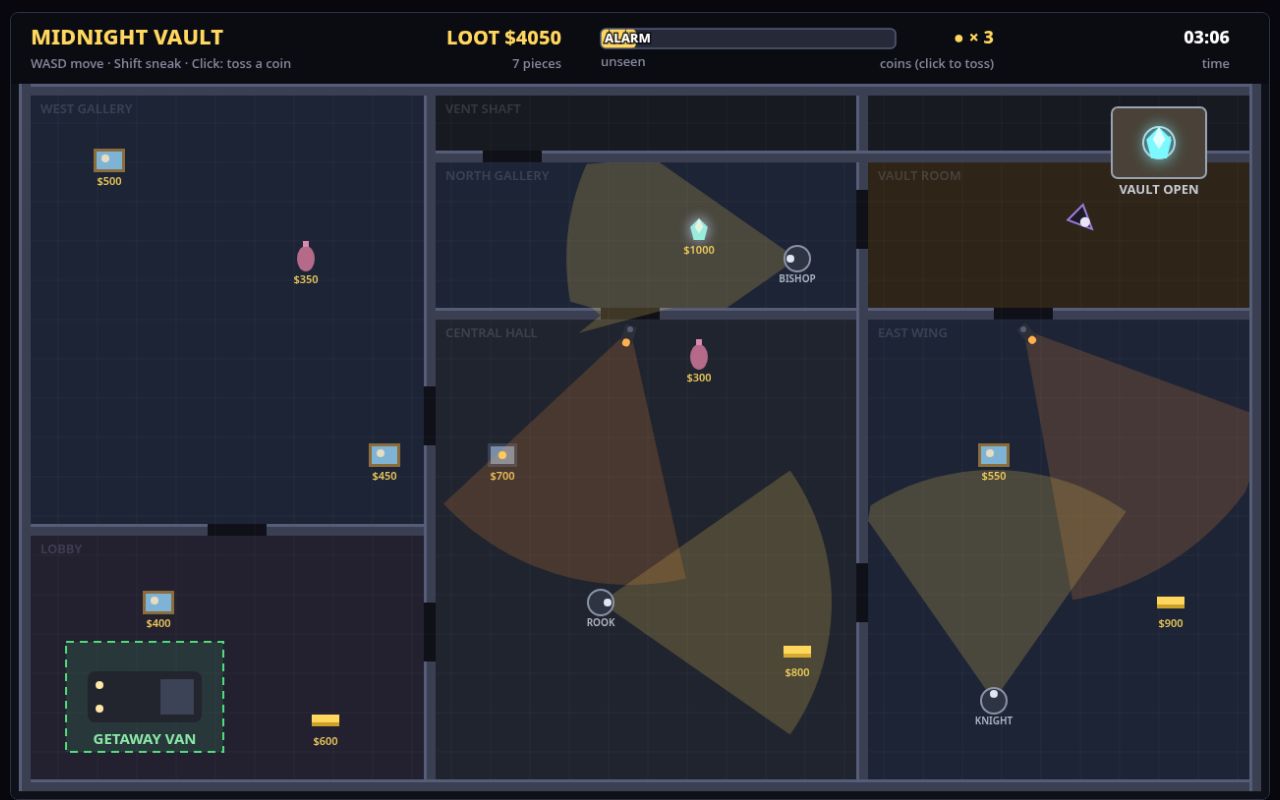 MIDNIGHT VAULT
WASD move · Shift sneak · Click: toss a coin
LOOT $4050
7 pieces
ALARM
unseen
× 3
coins (click to toss)
03:06
time
WEST GALLERY
VENT SHAFT
$500
NORTH GALLERY
VAULT ROOM
VAULT OPEN
$1000
$350
BISHOP
CENTRAL HALL
EAST WING
$300
$450
$700
$550
LOBBY
$400
ROOK
$900
$800
KNIGHT
GETAWAY VAN
$600